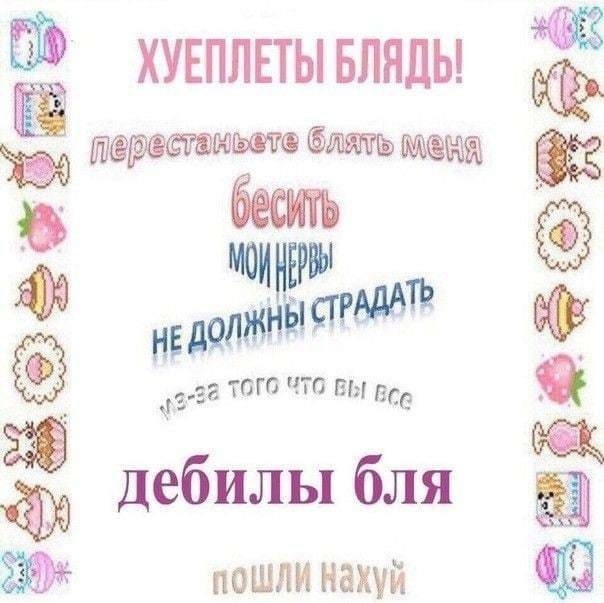 ХУЕПЛЕТЫ БЛЯДЬ!
перестаньете блять меня
бесить
МОИ НЕРВЫ
НЕ ДОЛЖНЫ СТРАДАТЬ
из-за того что вы все
дебилы бля
пошли нахуй